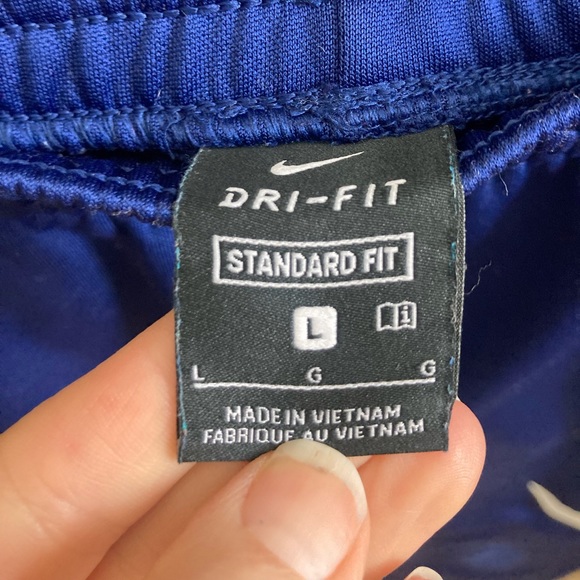 DRI-FIT
STANDARD FIT
L i
L G G
MADE IN VIETNAM
FABRIQUE AU VIETNAM